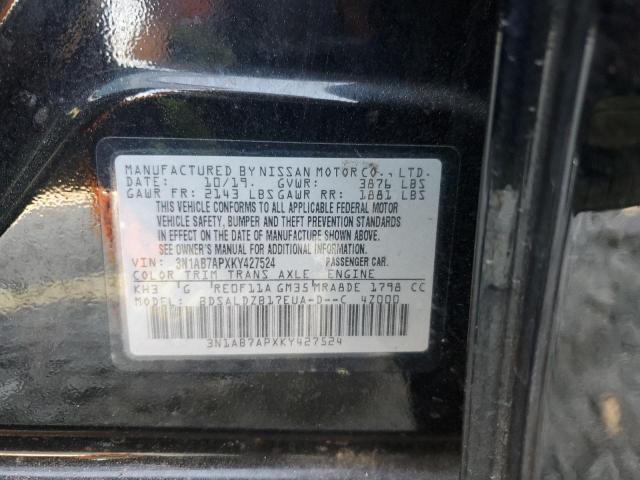 MANUFACTURED BY NISSAN MOTOR CO., LTD.
DATE: 10/19. GVWR: 3876 LBS
GAWR FR: 2143 LBS GAWR RR: 1881 LBS
THIS VEHICLE CONFORMS TO ALL APPLICABLE FEDERAL MOTOR
VEHICLE SAFETY, BUMPER AND THEFT PREVENTION STANDARDS
IN EFFECT ON THE DATE OF MANUFACTURE SHOWN ABOVE.
SEE OWNER'S MANUAL FOR ADDITIONAL INFORMATION.
VIN: 3N1AB7APXKY427524 PASSENGER CAR.
COLOR TRIM TRANS AXLE ENGINE
KH3 G RE0F11A GM35 MRA8DE 1798 CC
MODEL: BDSALDZB17EUA-D--C 4Z000
3N1AB7APXKY427524